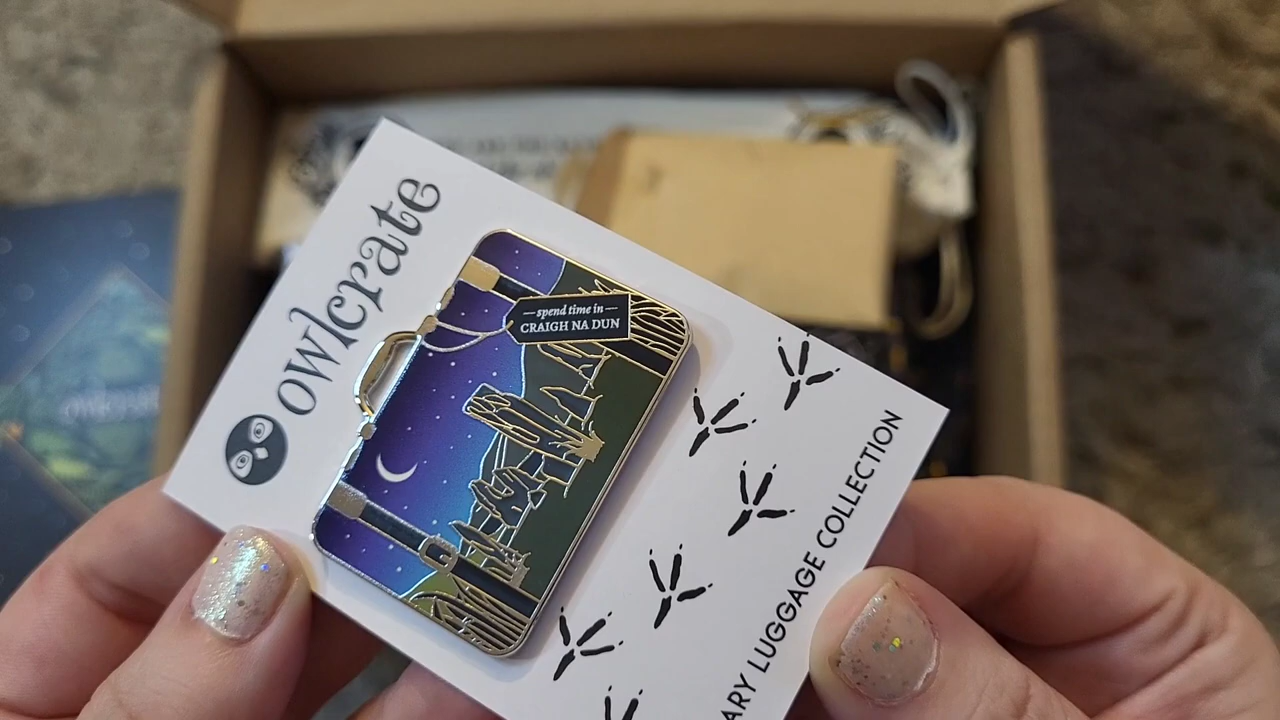 owlcrate
— spend time in —
CRAIGH NA DUN
ARY LUGGAGE COLLECTION